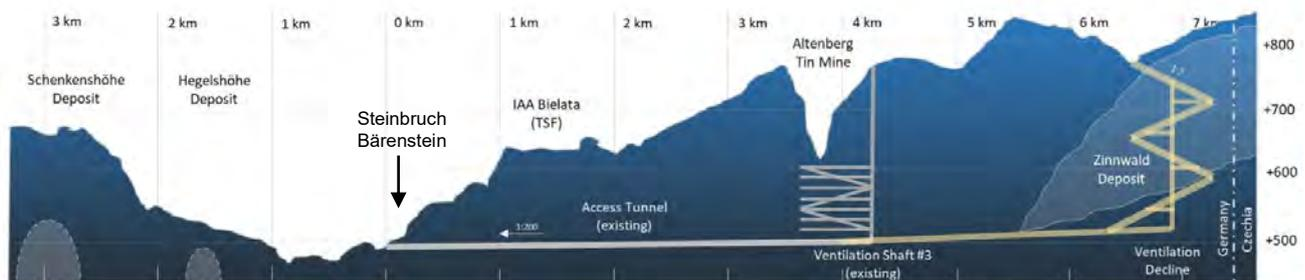 3 km
2 km
1 km
0 km
1 km
2 km
3 km
4 km
5 km
6 km
7 km
+800
+700
+600
+500
Schenkenshöhe
Deposit
Hegelshöhe
Deposit
Steinbruch
Bärenstein
IAA Bielata
(TSF)
Altenberg
Tin Mine
Access Tunnel
(existing)
1:200
Zinnwald
Deposit
Ventilation Shaft #3
(existing)
Ventilation
Decline
Germany
Czechia